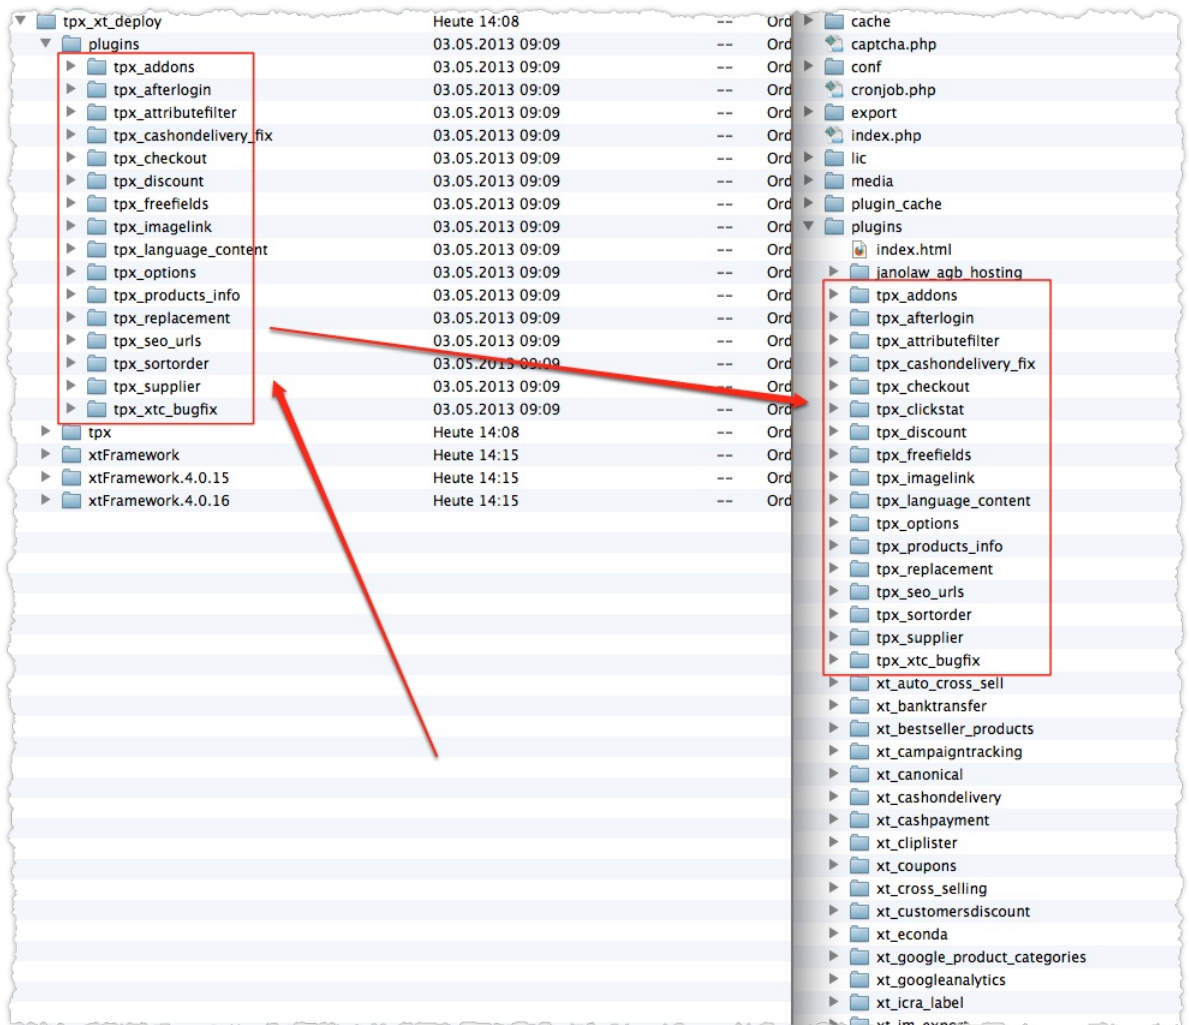 tpx_xt_deploy Heute 14:08 -- Ord
plugins 03.05.2013 09:09 -- Ord
tpx_addons 03.05.2013 09:09 -- Ord
tpx_afterlogin 03.05.2013 09:09 -- Ord
tpx_attributefilter 03.05.2013 09:09 -- Ord
tpx_cashondelivery_fix 03.05.2013 09:09 -- Ord
tpx_checkout 03.05.2013 09:09 -- Ord
tpx_discount 03.05.2013 09:09 -- Ord
tpx_freefields 03.05.2013 09:09 -- Ord
tpx_imagelink 03.05.2013 09:09 -- Ord
tpx_language_content 03.05.2013 09:09 -- Ord
tpx_options 03.05.2013 09:09 -- Ord
tpx_products_info 03.05.2013 09:09 -- Ord
tpx_replacement 03.05.2013 09:09 -- Ord
tpx_seo_urls 03.05.2013 09:09 -- Ord
tpx_sortorder 03.05.2013 09:09 -- Ord
tpx_supplier 03.05.2013 09:09 -- Ord
tpx_xtc_bugfix 03.05.2013 09:09 -- Ord
tpx Heute 14:08 -- Ord
xtFramework Heute 14:15 -- Ord
xtFramework.4.0.15 Heute 14:15 -- Ord
xtFramework.4.0.16 Heute 14:15 -- Ord
cache
captcha.php
conf
cronjob.php
export
index.php
lic
media
plugin_cache
plugins
index.html
janolaw_agb_hosting
tpx_addons
tpx_afterlogin
tpx_attributefilter
tpx_cashondelivery_fix
tpx_checkout
tpx_clickstat
tpx_discount
tpx_freefields
tpx_imagelink
tpx_language_content
tpx_options
tpx_products_info
tpx_replacement
tpx_seo_urls
tpx_sortorder
tpx_supplier
tpx_xtc_bugfix
xt_auto_cross_sell
xt_banktransfer
xt_bestseller_products
xt_campaigntracking
xt_canonical
xt_cashondelivery
xt_cashpayment
xt_cliplister
xt_coupons
xt_cross_selling
xt_customersdiscount
xt_econda
xt_google_product_categories
xt_googleanalytics
xt_icra_label
xt_im_export